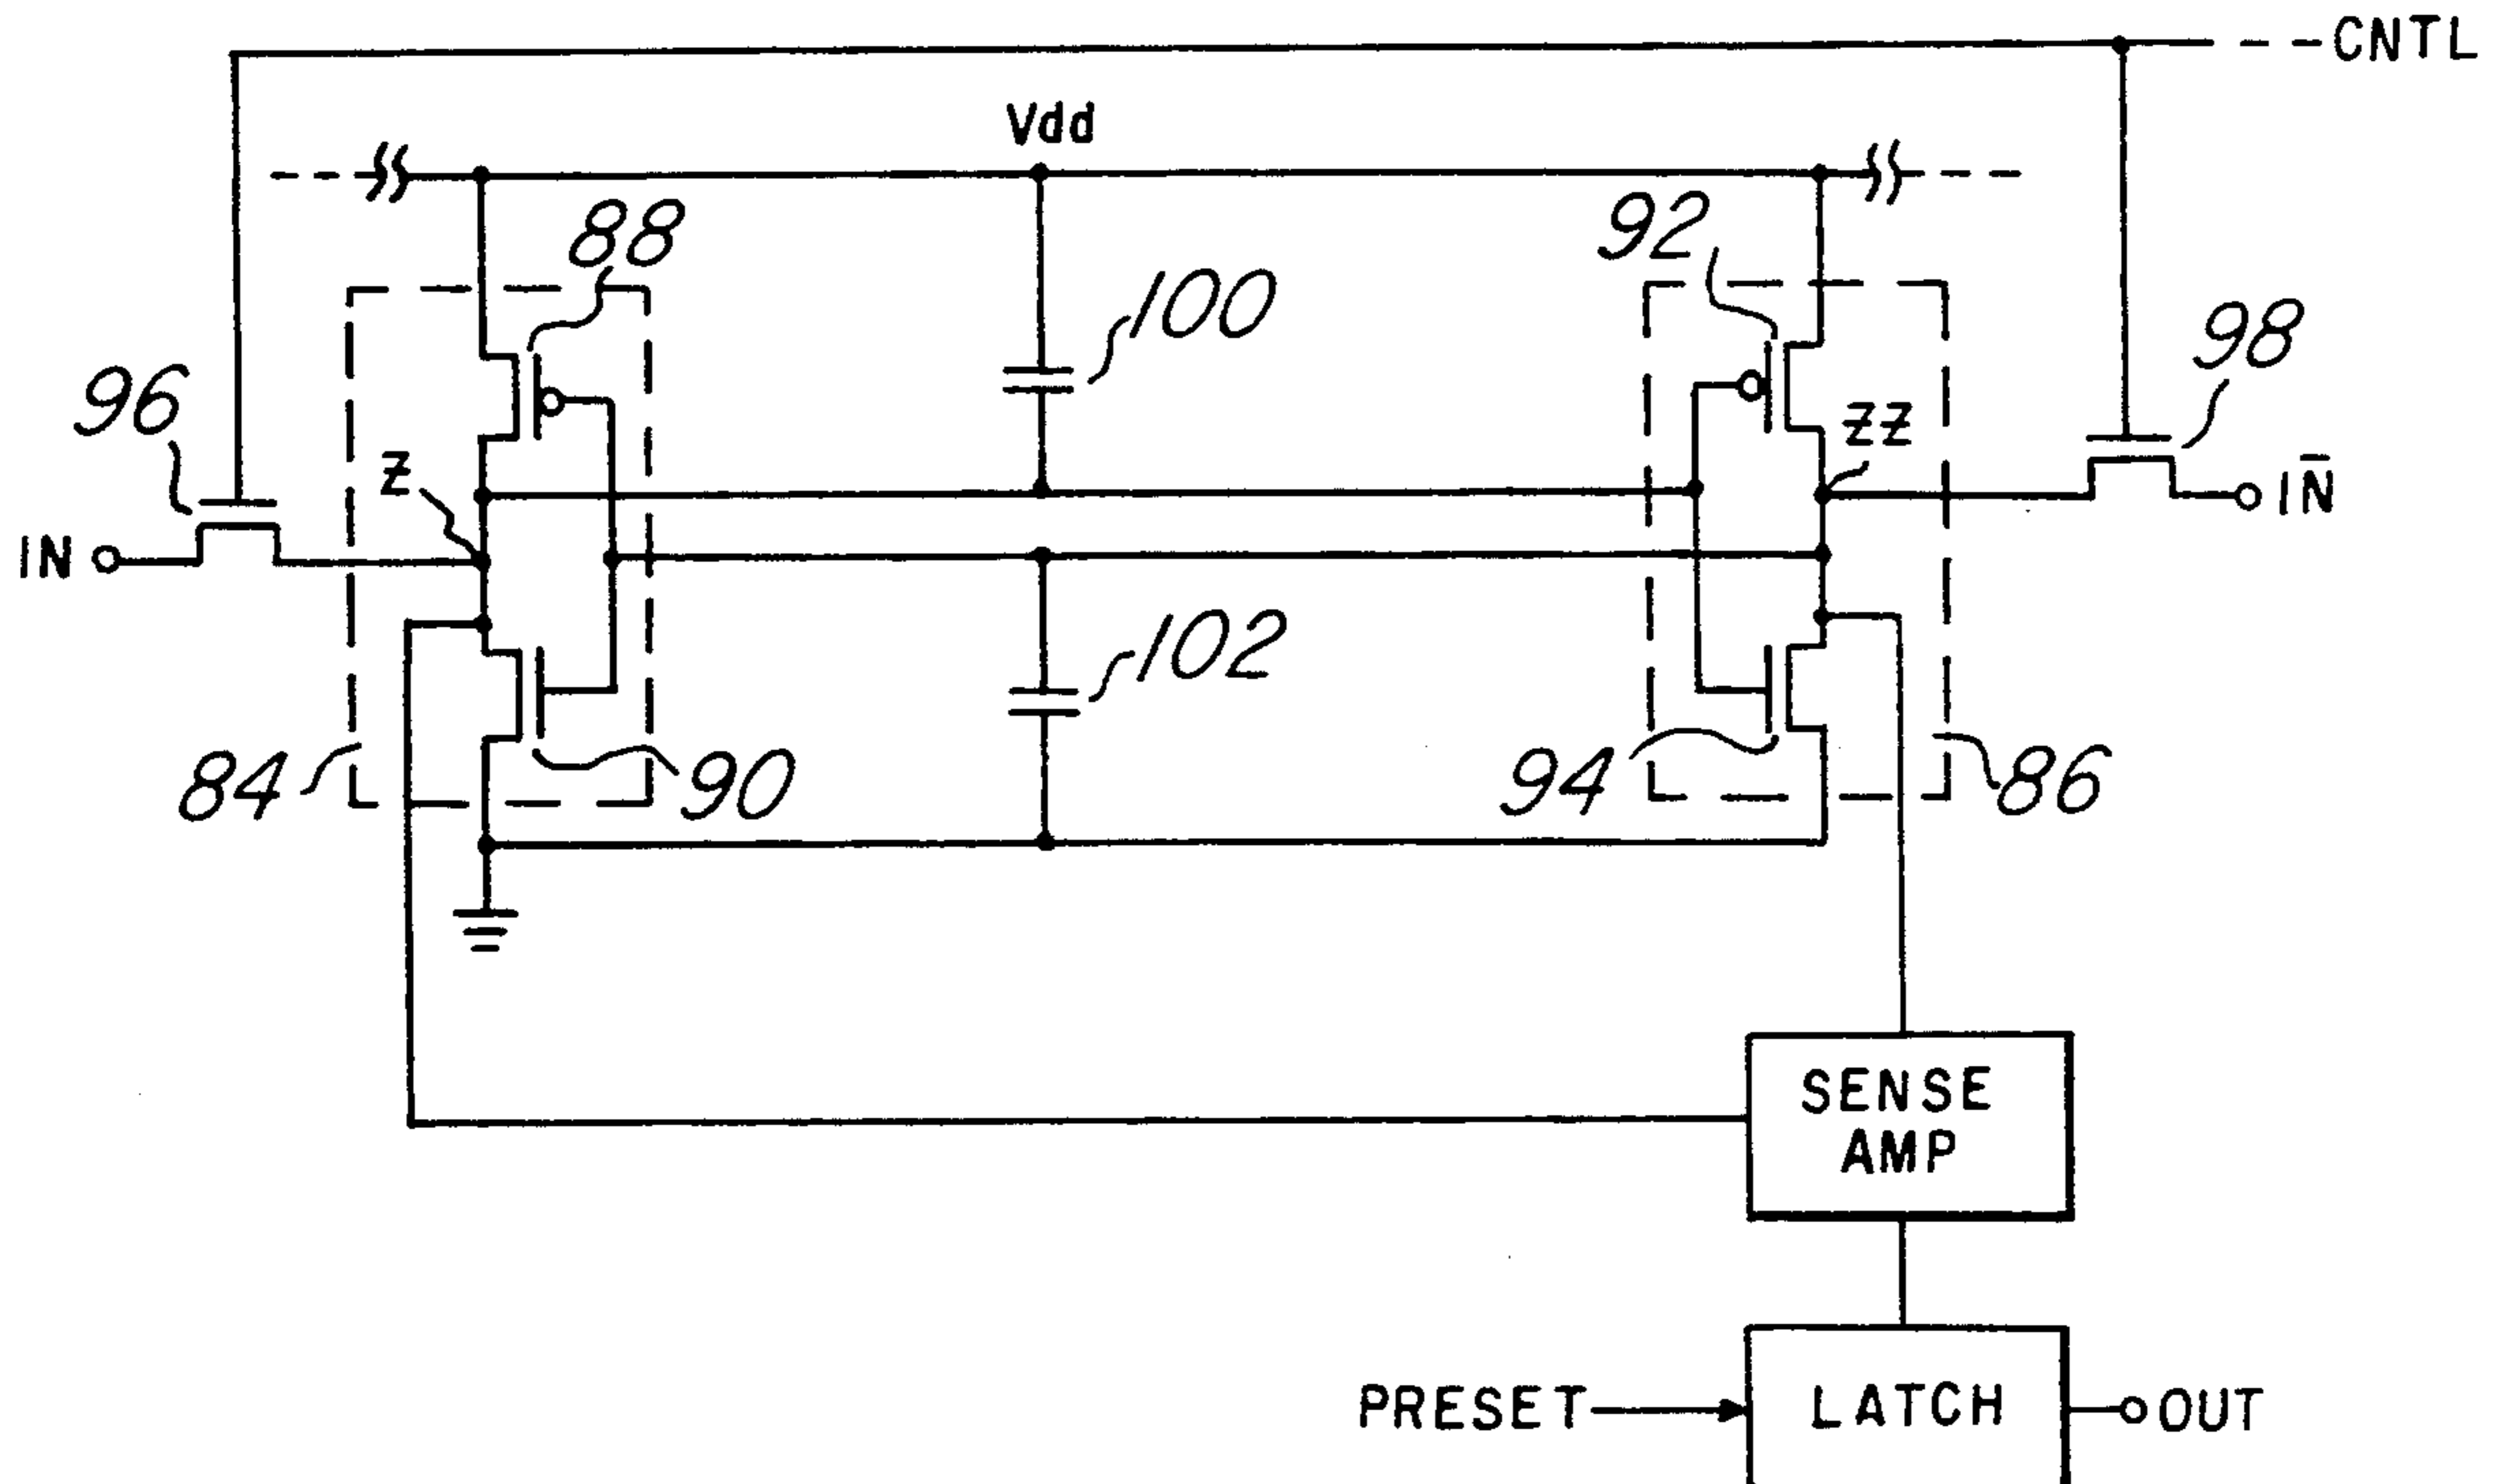 CNTL
Vdd
88
92
100
98
96
Z
ZZ
IN
IN̅
102
84
90
94
86
SENSE
AMP
PRESET
LATCH
OUT